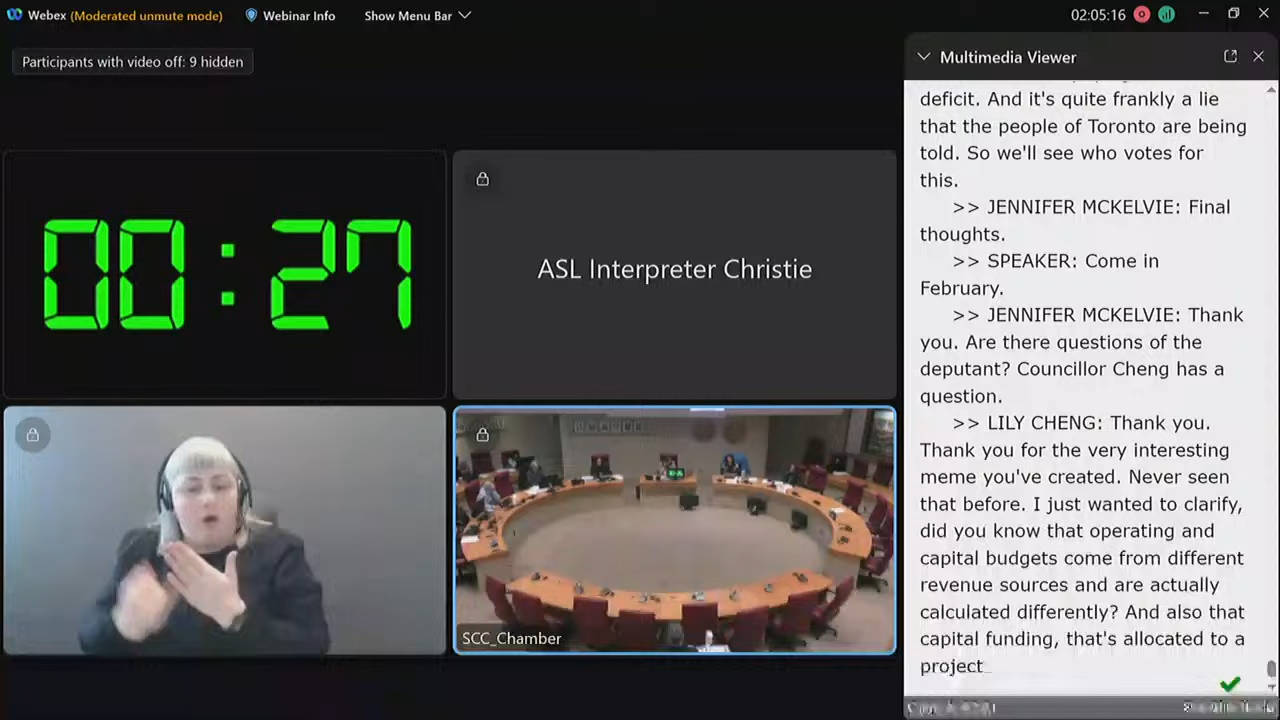 Webex (Moderated unmute mode) Webinar Info Show Menu Bar 02:05:16
Participants with video off: 9 hidden
00:27
ASL Interpreter Christie
SCC_Chamber
Multimedia Viewer
deficit. And it's quite frankly a lie
that the people of Toronto are being
told. So we'll see who votes for
this.
>> JENNIFER MCKELVIE: Final
thoughts.
>> SPEAKER: Come in
February.
>> JENNIFER MCKELVIE: Thank
you. Are there questions of the
deputant? Councillor Cheng has a
question.
>> LILY CHENG: Thank you.
Thank you for the very interesting
meme you've created. Never seen
that before. I just wanted to clarify,
did you know that operating and
capital budgets come from different
revenue sources and are actually
calculated differently? And also that
capital funding, that's allocated to a
project